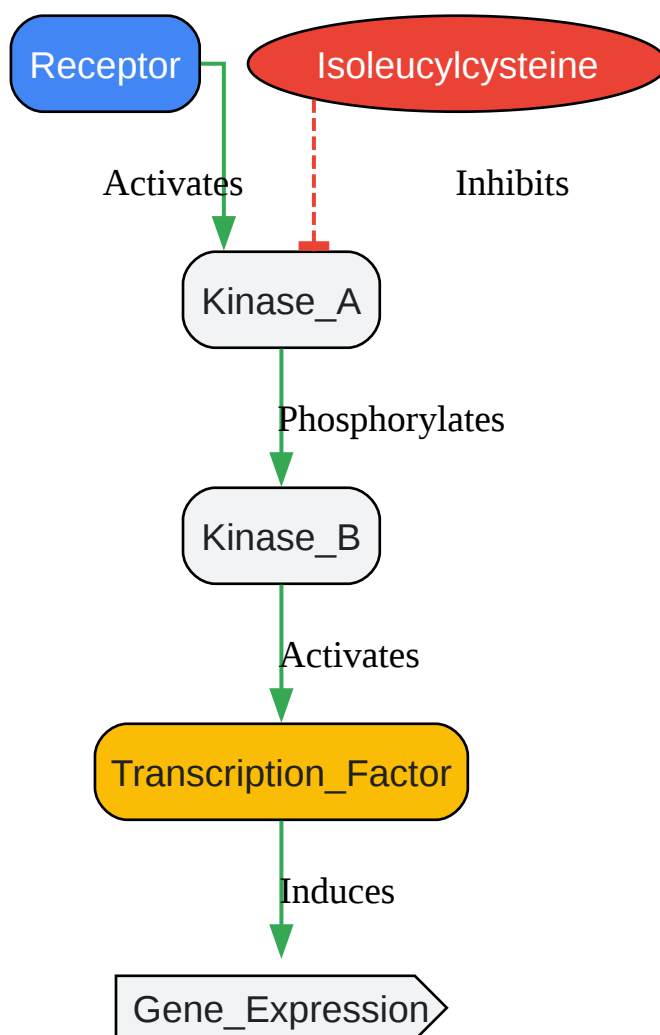 Receptor
Isoleucylcysteine
Activates
Inhibits
Kinase_A
Phosphorylates
Kinase_B
Activates
Transcription_Factor
Induces
Gene_Expression